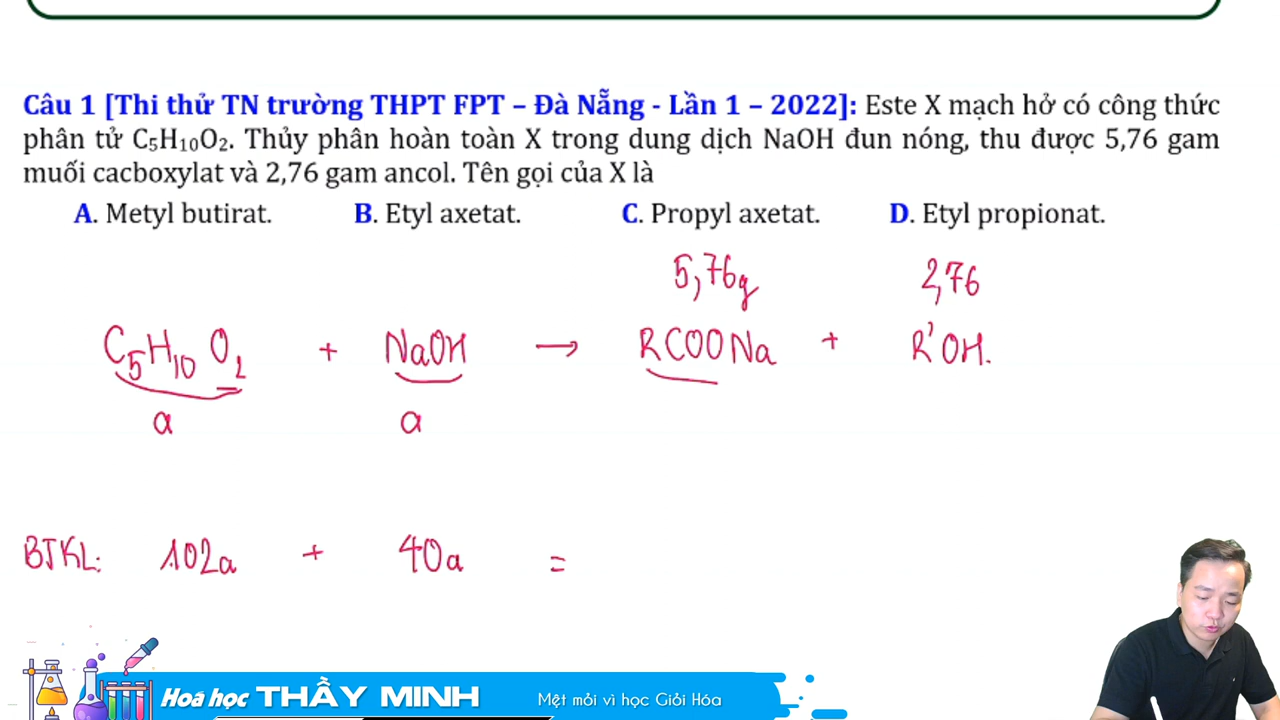 Câu 1 [Thi thử TN trường THPT FPT – Đà Nẵng - Lần 1 – 2022]: Este X mạch hở có công thức
phân tử C₅H₁₀O₂. Thủy phân hoàn toàn X trong dung dịch NaOH đun nóng, thu được 5,76 gam
muối cacboxylat và 2,76 gam ancol. Tên gọi của X là
A. Metyl butirat. B. Etyl axetat. C. Propyl axetat. D. Etyl propionat.
5,76g 2,76
C₅H₁₀O₂ + NaOH → RCOONa + R'OH.
a a
BTKL: 102a + 40a =
Hoá học THẦY MINH Mệt mỏi vì học Giỏi Hóa